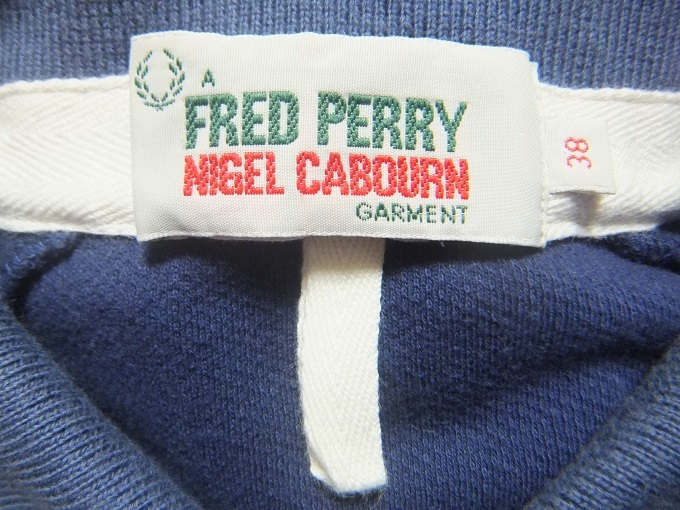 A
FRED PERRY
NIGEL CABOURN
GARMENT
38